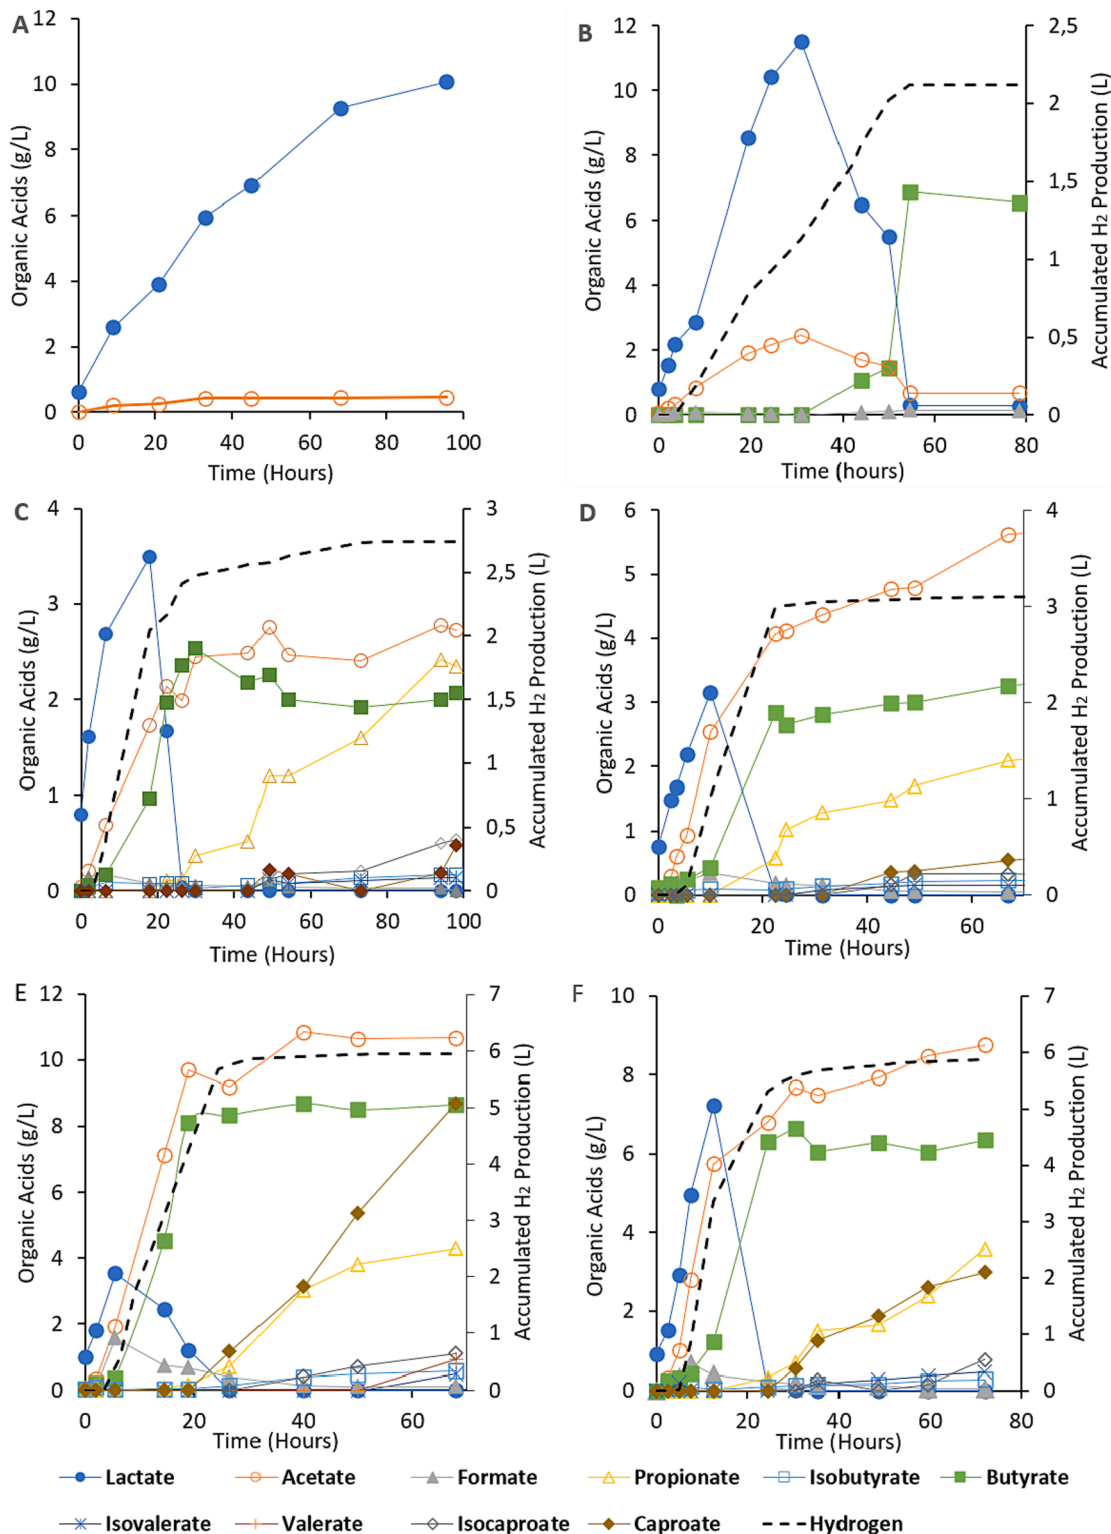 A
12
10
8
6
4
2
0
Organic Acids (g/L)
0 20 40 60 80 100
Time (Hours)
B
12
10
8
6
4
2
0
Organic Acids (g/L)
2,5
2
1,5
1
0,5
0
Accumulated H2 Production (L)
0 20 40 60 80
Time (hours)
C
4
3
2
1
0
Organic Acids (g/L)
3
2,5
2
1,5
1
0,5
0
Accumulated H2 Production (L)
0 20 40 60 80 100
Time (Hours)
D
6
5
4
3
2
1
0
Organic Acids (g/L)
4
3
2
1
0
Accumulated H2 Production (L)
0 20 40 60
Time (Hours)
E
12
10
8
6
4
2
0
Organic Acids (g/L)
7
6
5
4
3
2
1
0
Accumulated H2 Production (L)
0 20 40 60
Time (Hours)
F
10
8
6
4
2
0
Organic Acids (g/L)
7
6
5
4
3
2
1
0
Accumulated H2 Production (L)
0 20 40 60 80
Time (Hours)
Lactate Acetate Formate Propionate Isobutyrate Butyrate
Isovalerate Valerate Isocaproate Caproate Hydrogen